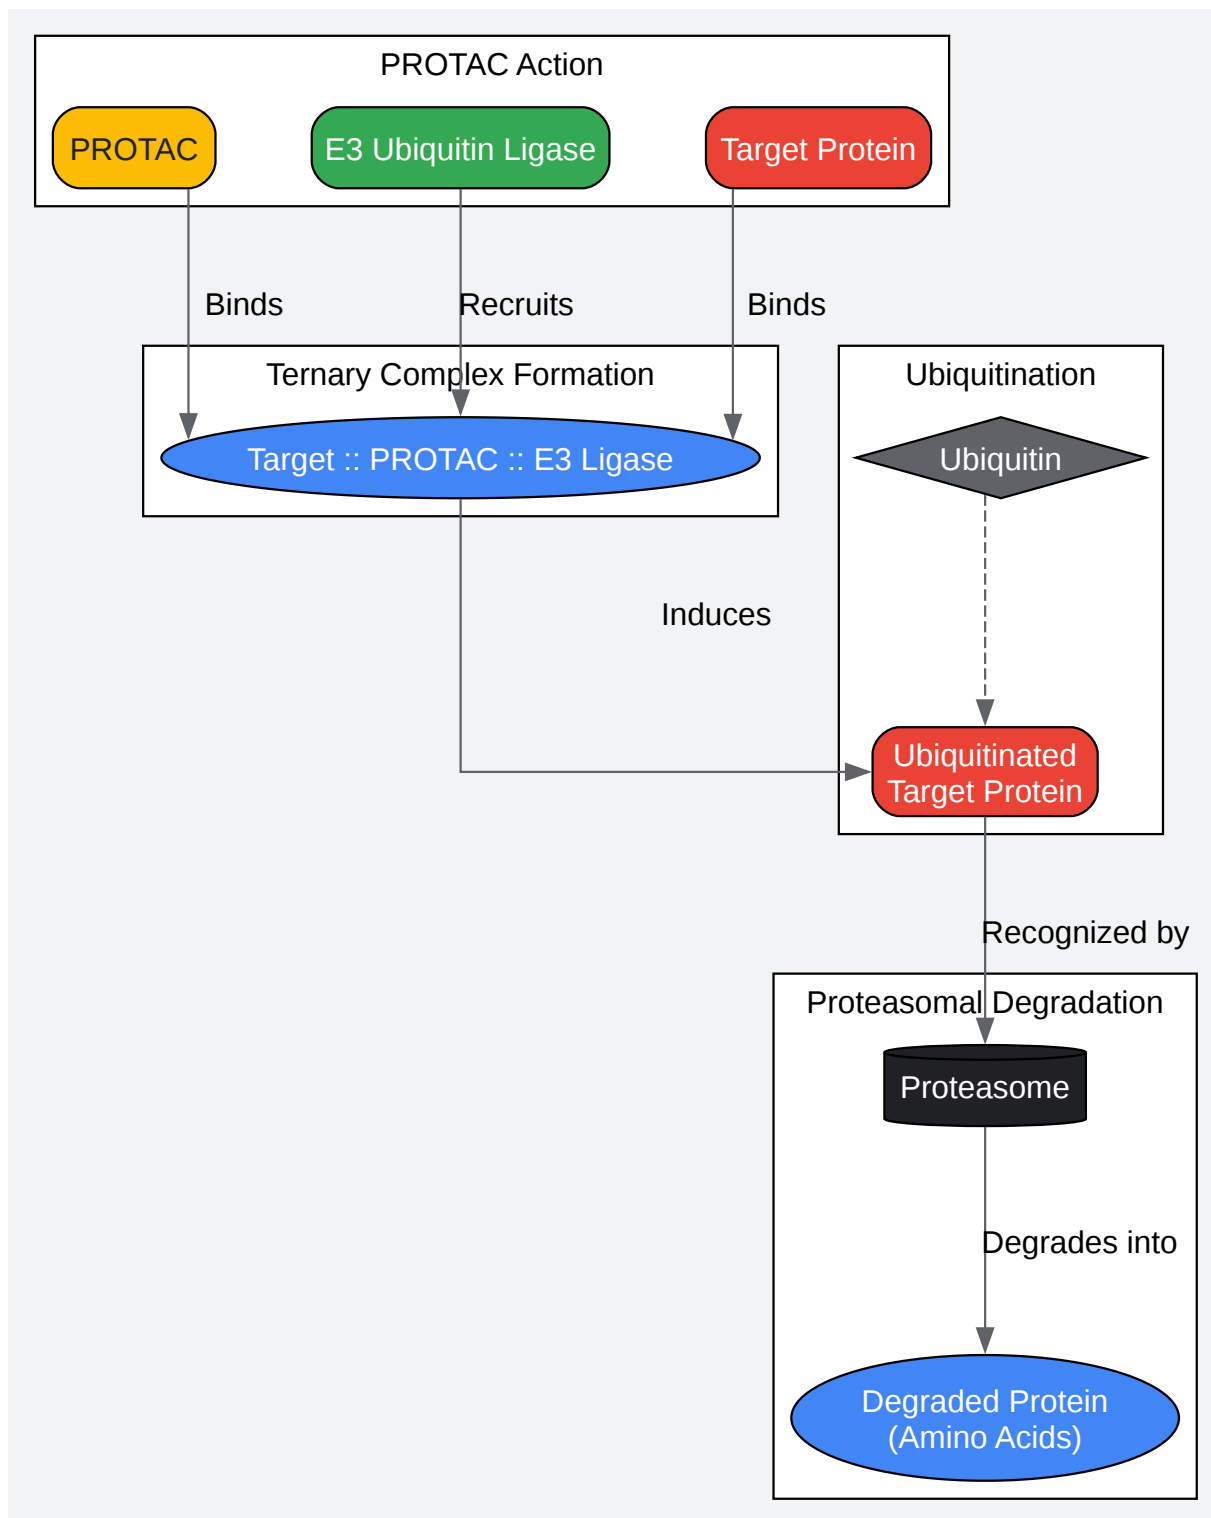 PROTAC Action
PROTAC
E3 Ubiquitin Ligase
Target Protein
Binds
Recruits
Binds
Ternary Complex Formation
Target :: PROTAC :: E3 Ligase
Ubiquitination
Ubiquitin
Induces
Ubiquitinated
Target Protein
Recognized by
Proteasomal Degradation
Proteasome
Degrades into
Degraded Protein
(Amino Acids)